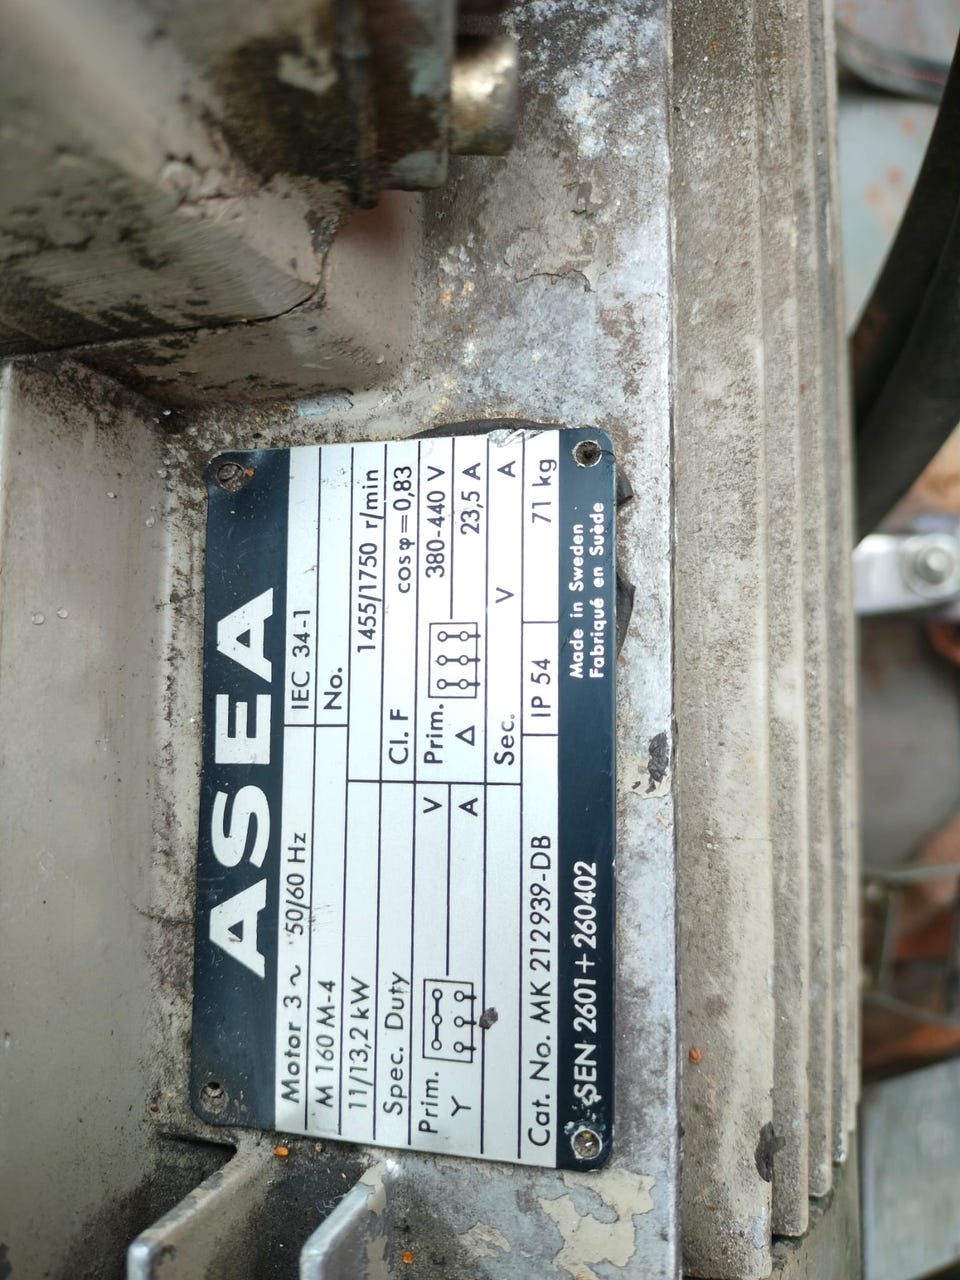 ASEA
Motor 3 ~ 50/60 Hz IEC 34-1
M 160 M-4 No.
11/13,2 kW 1455/1750 r/min
Spec. Duty Cl. F cosφ=0,83
Prim. V Prim. 380-440 V
Y A Δ 23,5 A
Sec. V A
Cat. No. MK 212939-DB IP 54 71 kg
SEN 2601+260402 Made in Sweden
Fabriqué en Suède